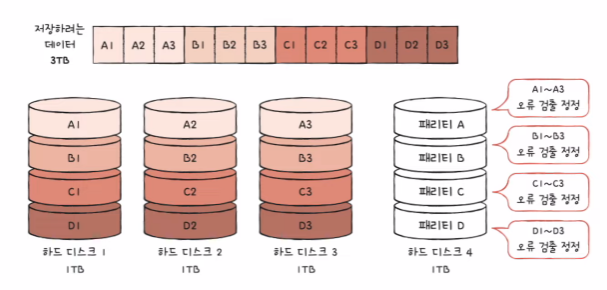 저장하려는
데이터
3TB
A1 A2 A3 B1 B2 B3 C1 C2 C3 D1 D2 D3
A1 A2 A3 패리티 A
B1 B2 B3 패리티 B
C1 C2 C3 패리티 C
D1 D2 D3 패리티 D
A1~A3
오류 검출 정정
B1~B3
오류 검출 정정
C1~C3
오류 검출 정정
D1~D3
오류 검출 정정
하드 디스크 1 하드 디스크 2 하드 디스크 3 하드 디스크 4
1TB 1TB 1TB 1TB